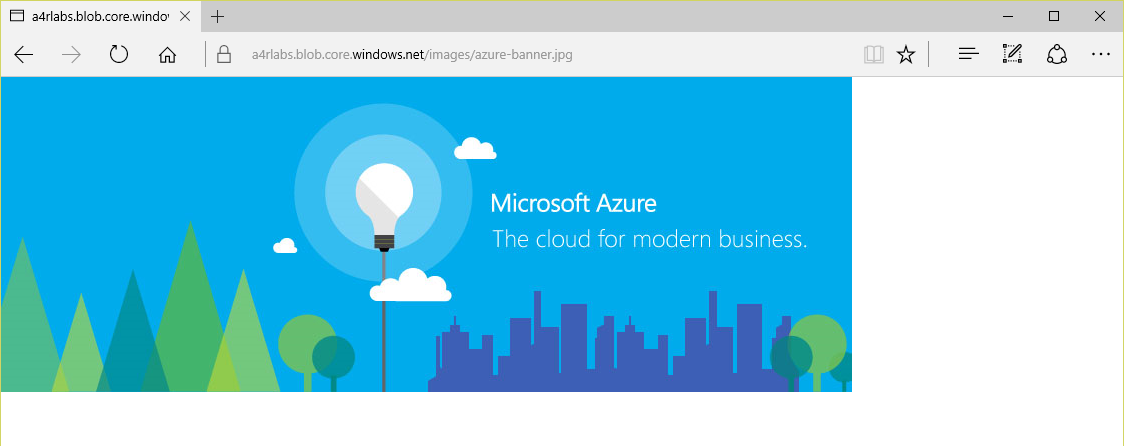 a4rlabs.blob.core.windo
a4rlabs.blob.core.windows.net/images/azure-banner.jpg
Microsoft Azure
The cloud for modern business.